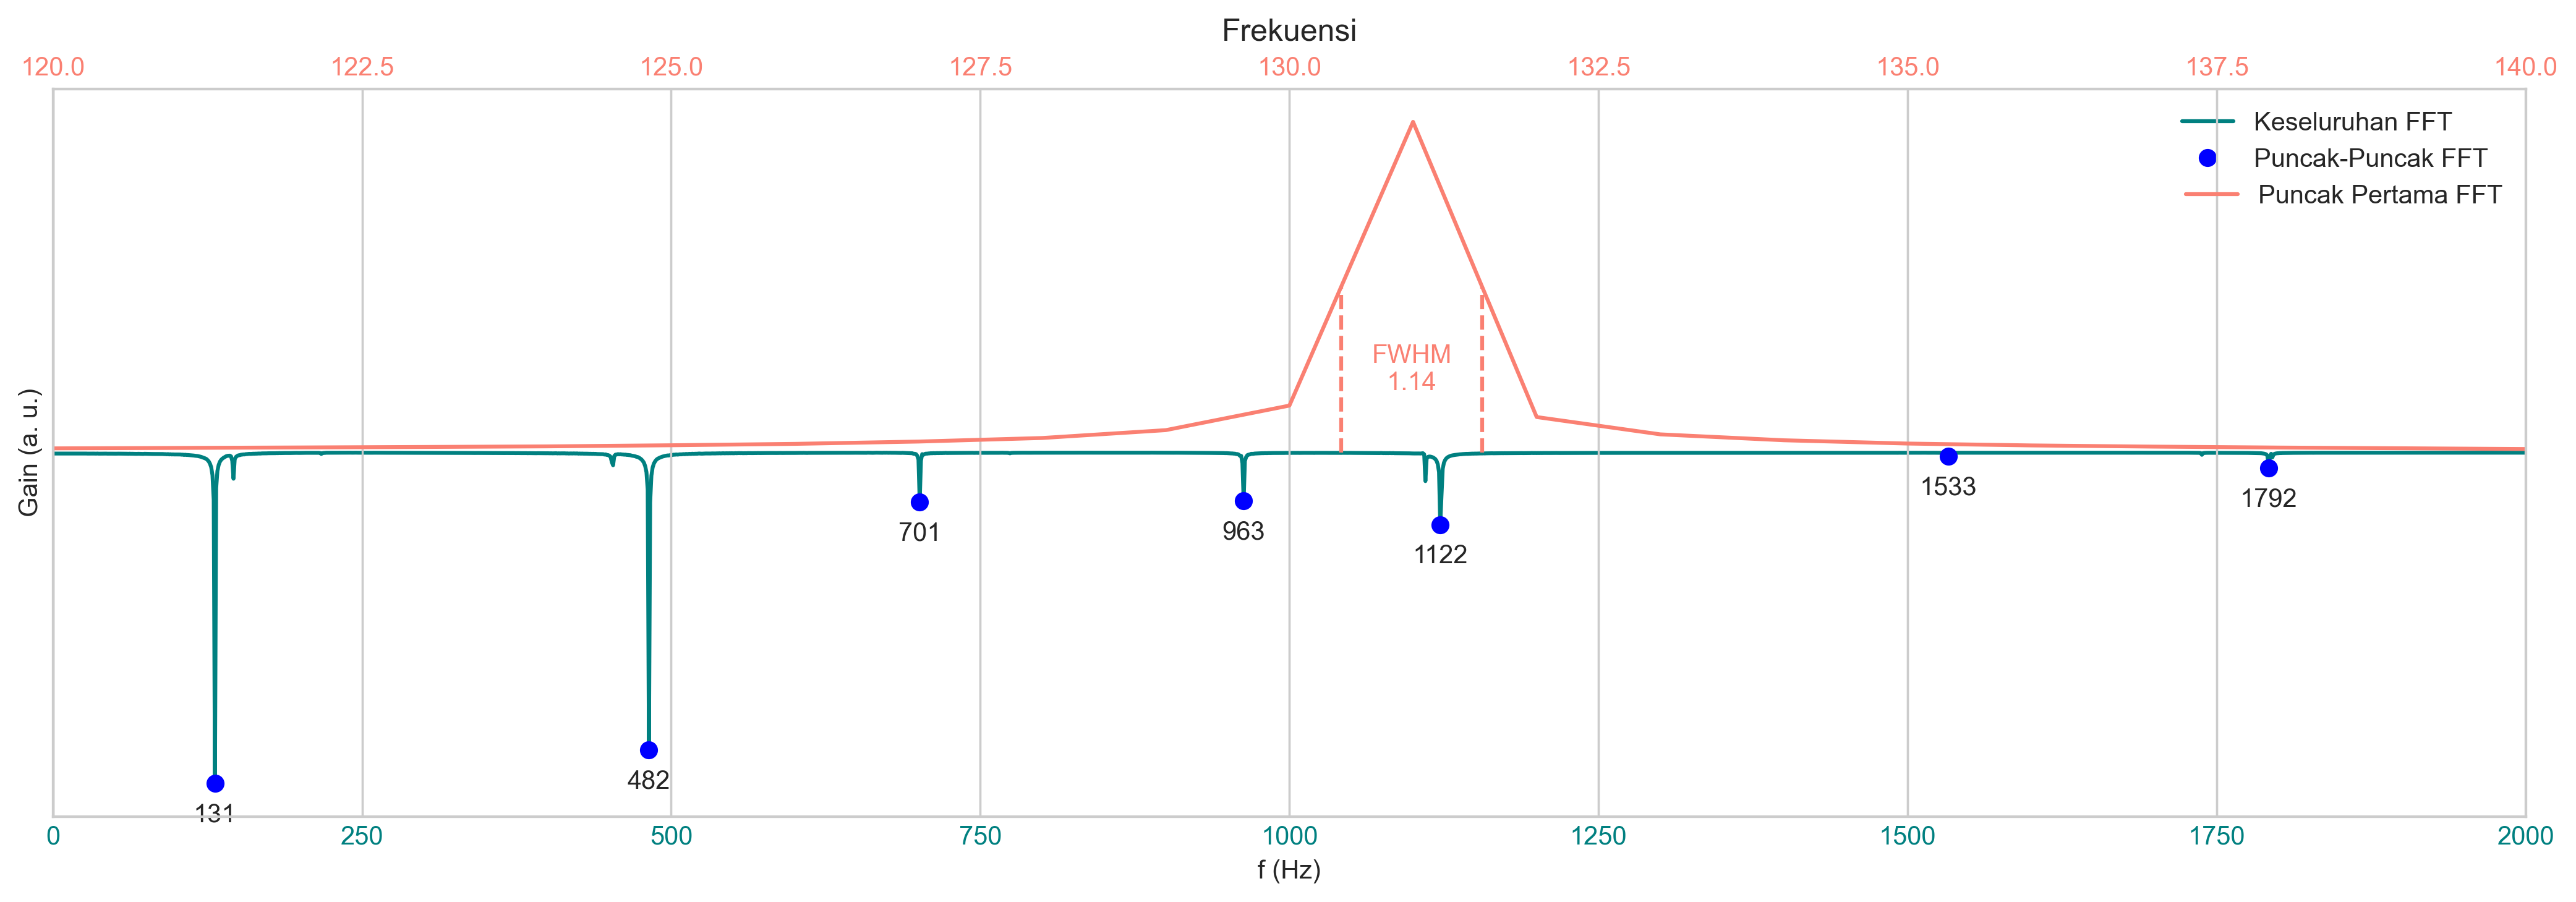 Frekuensi
120.0 122.5 125.0 127.5 130.0 132.5 135.0 137.5 140.0
Keseluruhan FFT
Puncak-Puncak FFT
Puncak Pertama FFT
FWHM
1.14
Gain (a. u.)
131
482
701
963
1122
1533
1792
0 250 500 750 1000 1250 1500 1750 2000
f (Hz)